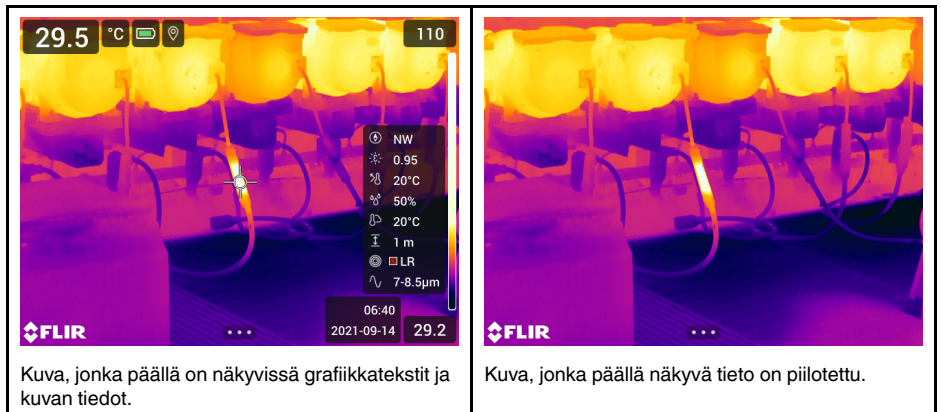 29.5 °C 110
NW
0.95
20°C
50%
20°C
1 m
LR
7-8.5µm
06:40
2021-09-14 29.2
FLIR
Kuva, jonka päällä on näkyvissä grafiikkatekstit ja
kuvan tiedot.
FLIR
Kuva, jonka päällä näkyvä tieto on piilotettu.